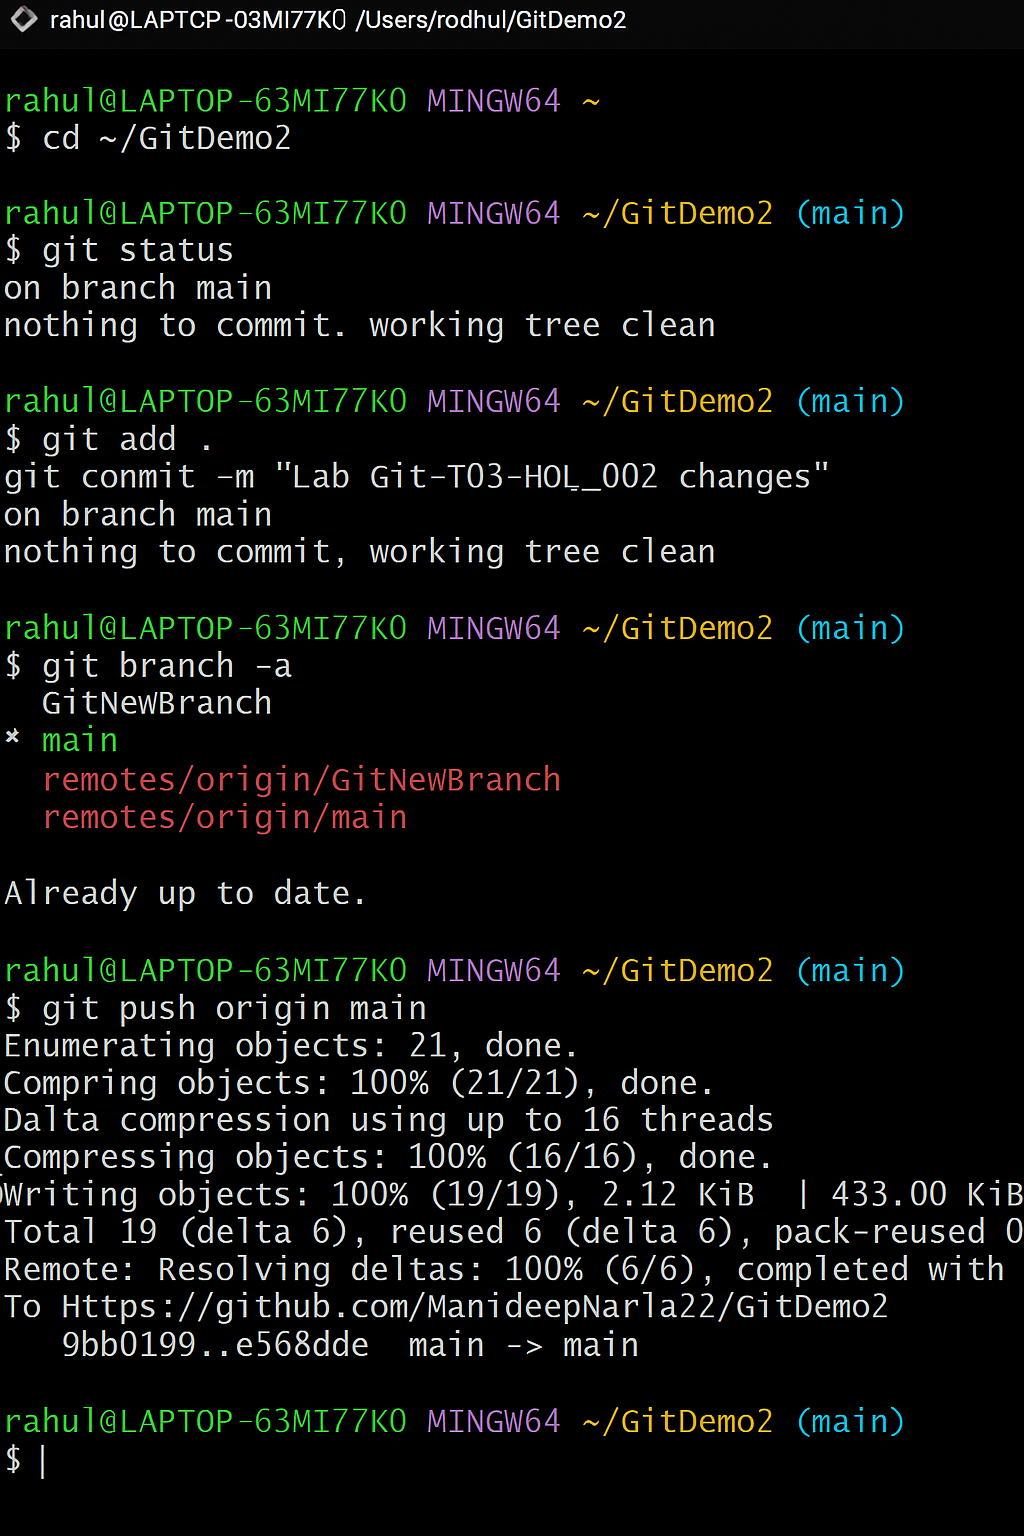 rahul@LAPTCP-03MI77K0 /Users/rodhul/GitDemo2
rahul@LAPTOP-63MI77KO MINGW64 ~
$ cd ~/GitDemo2
rahul@LAPTOP-63MI77KO MINGW64 ~/GitDemo2 (main)
$ git status
on branch main
nothing to commit. working tree clean
rahul@LAPTOP-63MI77KO MINGW64 ~/GitDemo2 (main)
$ git add .
git conmit -m "Lab Git-T03-HOL_002 changes"
on branch main
nothing to commit, working tree clean
rahul@LAPTOP-63MI77KO MINGW64 ~/GitDemo2 (main)
$ git branch -a
GitNewBranch
* main
remotes/origin/GitNewBranch
remotes/origin/main
Already up to date.
rahul@LAPTOP-63MI77KO MINGW64 ~/GitDemo2 (main)
$ git push origin main
Enumerating objects: 21, done.
Compring objects: 100% (21/21), done.
Dalta compression using up to 16 threads
Compressing objects: 100% (16/16), done.
Writing objects: 100% (19/19), 2.12 KiB | 433.00 KiB
Total 19 (delta 6), reused 6 (delta 6), pack-reused 0
Remote: Resolving deltas: 100% (6/6), completed with
To Https://github.com/ManideepNarla22/GitDemo2
9bb0199..e568dde main -> main
rahul@LAPTOP-63MI77KO MINGW64 ~/GitDemo2 (main)
$